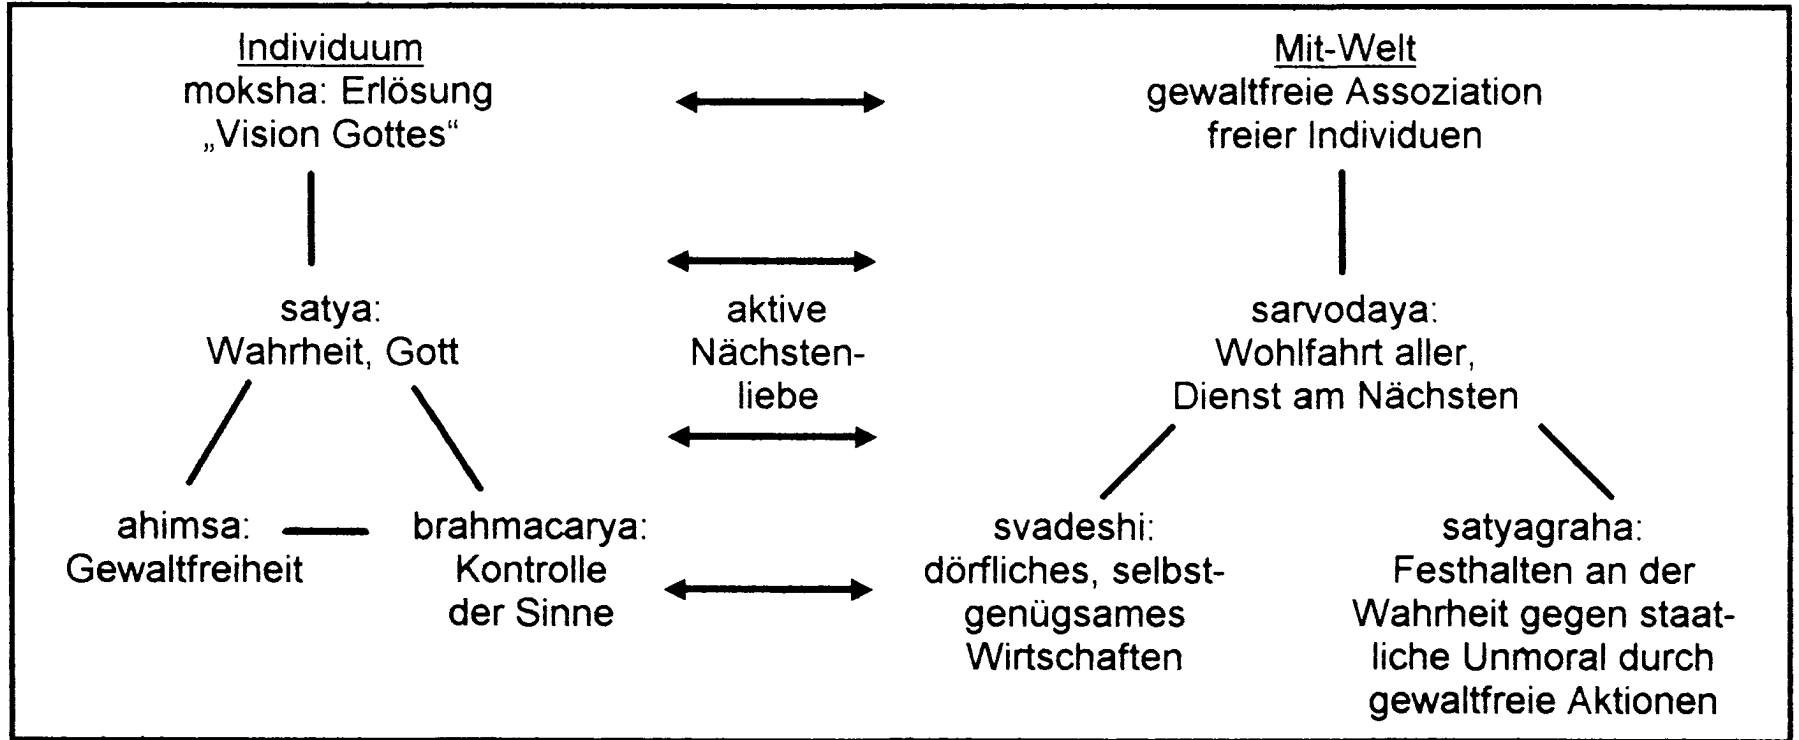 Individuum
moksha: Erlösung
„Vision Gottes“
Mit-Welt
gewaltfreie Assoziation
freier Individuen
satya:
Wahrheit, Gott
aktive
Nächsten-
liebe
sarvodaya:
Wohlfahrt aller,
Dienst am Nächsten
ahimsa:
Gewaltfreiheit
brahmacarya:
Kontrolle
der Sinne
svadeshi:
dörfliches, selbst-
genügsames
Wirtschaften
satyagraha:
Festhalten an der
Wahrheit gegen staat-
liche Unmoral durch
gewaltfreie Aktionen